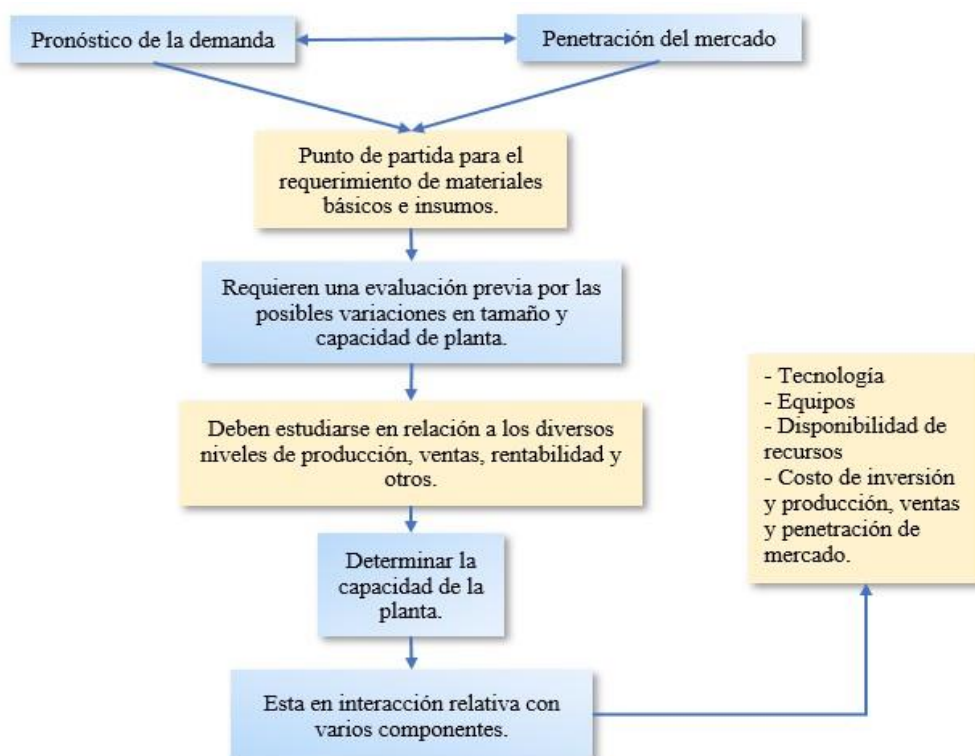 Pronóstico de la demanda
Penetración del mercado
Punto de partida para el
requerimiento de materiales
básicos e insumos.
Requieren una evaluación previa por las
posibles variaciones en tamaño y
capacidad de planta.
Deben estudiarse en relación a los diversos
niveles de producción, ventas, rentabilidad y
otros.
Determinar la
capacidad de la
planta.
Esta en interacción relativa con
varios componentes.
- Tecnología
- Equipos
- Disponibilidad de
recursos
- Costo de inversión
y producción, ventas
y penetración de
mercado.